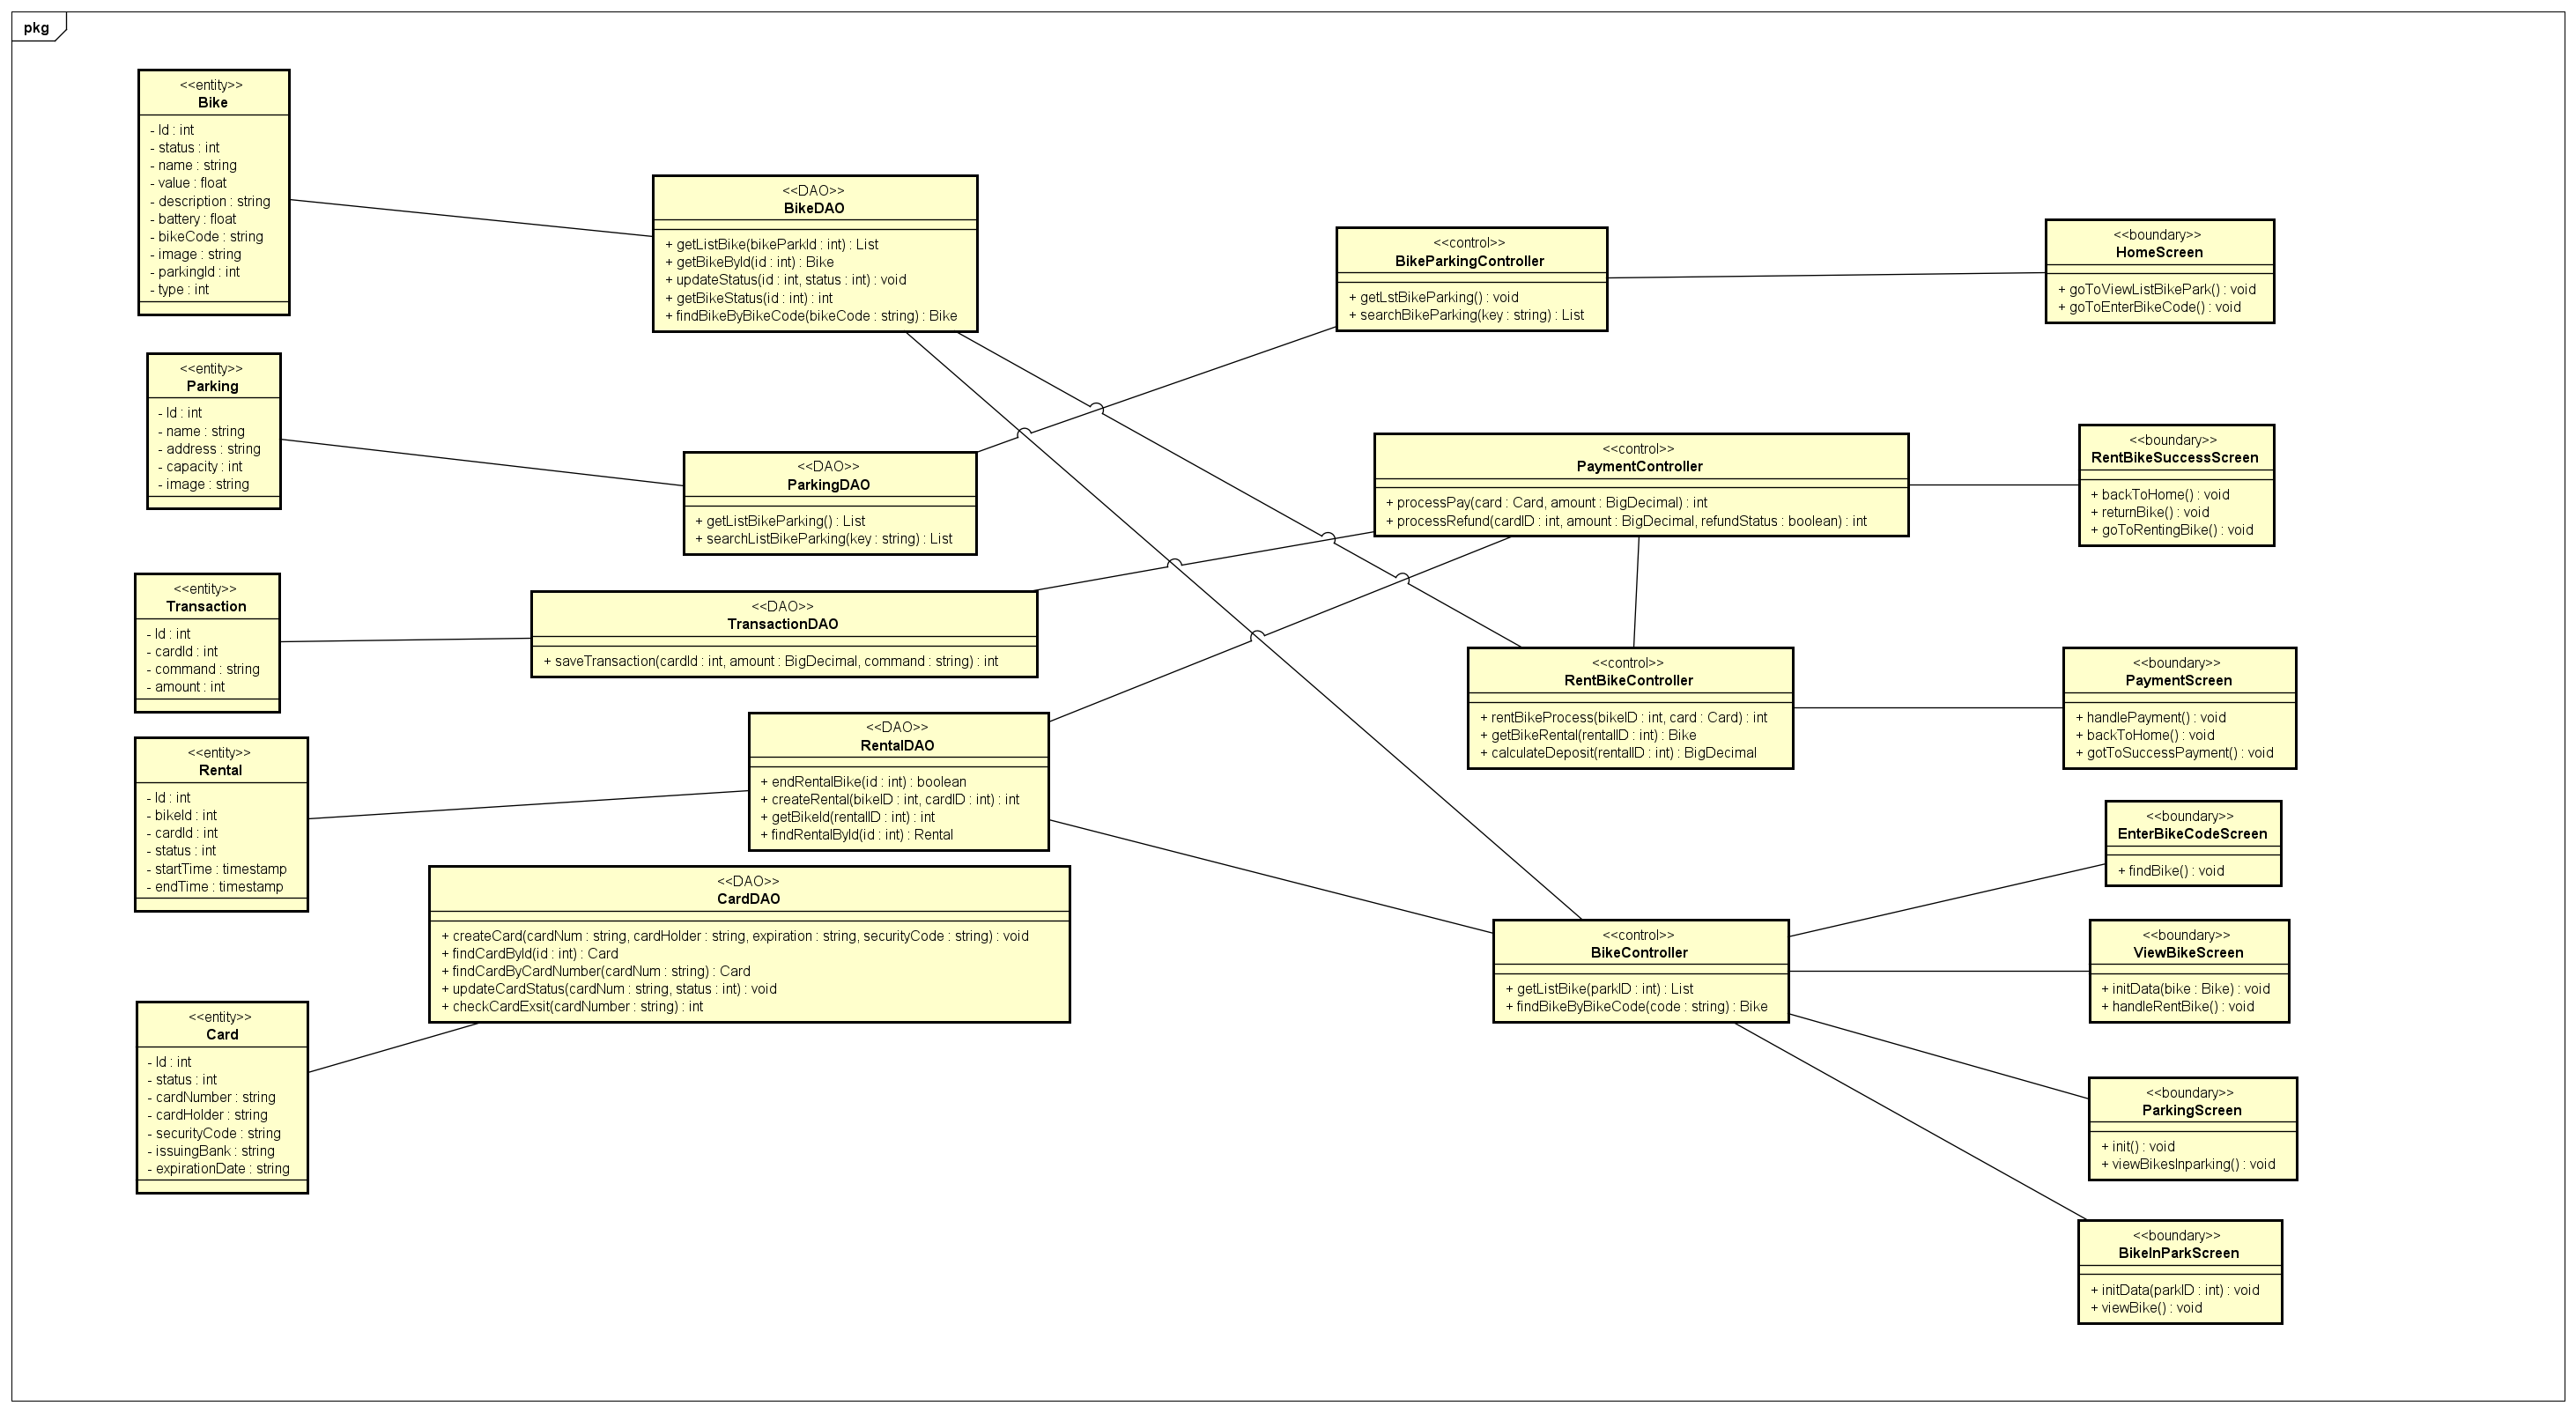 pkg
<<entity>>
Bike
- Id : int
- status : int
- name : string
- value : float
- description : string
- battery : float
- bikeCode : string
- image : string
- parkingId : int
- type : int
<<entity>>
Parking
- Id : int
- name : string
- address : string
- capacity : int
- image : string
<<entity>>
Transaction
- Id : int
- cardId : int
- command : string
- amount : int
<<entity>>
Rental
- Id : int
- bikeId : int
- cardId : int
- status : int
- startTime : timestamp
- endTime : timestamp
<<entity>>
Card
- Id : int
- status : int
- cardNumber : string
- cardHolder : string
- securityCode : string
- issuingBank : string
- expirationDate : string
<<DAO>>
BikeDAO
+ getListBike(bikeParkId : int) : List
+ getBikeById(id : int) : Bike
+ updateStatus(id : int, status : int) : void
+ getBikeStatus(id : int) : int
+ findBikeByBikeCode(bikeCode : string) : Bike
<<DAO>>
ParkingDAO
+ getListBikeParking() : List
+ searchListBikeParking(key : string) : List
<<DAO>>
TransactionDAO
+ saveTransaction(cardId : int, amount : BigDecimal, command : string) : int
<<DAO>>
RentalDAO
+ endRentalBike(id : int) : boolean
+ createRental(bikeID : int, cardID : int) : int
+ getBikeId(rentalID : int) : int
+ findRentalById(id : int) : Rental
<<DAO>>
CardDAO
+ createCard(cardNum : string, cardHolder : string, expiration : string, securityCode : string) : void
+ findCardById(id : int) : Card
+ findCardByCardNumber(cardNum : string) : Card
+ updateCardStatus(cardNum : string, status : int) : void
+ checkCardExsit(cardNumber : string) : int
<<control>>
BikeParkingController
+ getLstBikeParking() : void
+ searchBikeParking(key : string) : List
<<control>>
PaymentController
+ processPay(card : Card, amount : BigDecimal) : int
+ processRefund(cardID : int, amount : BigDecimal, refundStatus : boolean) : int
<<control>>
RentBikeController
+ rentBikeProcess(bikeID : int, card : Card) : int
+ getBikeRental(rentalID : int) : Bike
+ calculateDeposit(rentalID : int) : BigDecimal
<<control>>
BikeController
+ getListBike(parkID : int) : List
+ findBikeByBikeCode(code : string) : Bike
<<boundary>>
HomeScreen
+ goToViewListBikePark() : void
+ goToEnterBikeCode() : void
<<boundary>>
RentBikeSuccessScreen
+ backToHome() : void
+ returnBike() : void
+ goToRentingBike() : void
<<boundary>>
PaymentScreen
+ handlePayment() : void
+ backToHome() : void
+ gotToSuccessPayment() : void
<<boundary>>
EnterBikeCodeScreen
+ findBike() : void
<<boundary>>
ViewBikeScreen
+ initData(bike : Bike) : void
+ handleRentBike() : void
<<boundary>>
ParkingScreen
+ init() : void
+ viewBikesInparking() : void
<<boundary>>
BikeInParkScreen
+ initData(parkID : int) : void
+ viewBike() : void